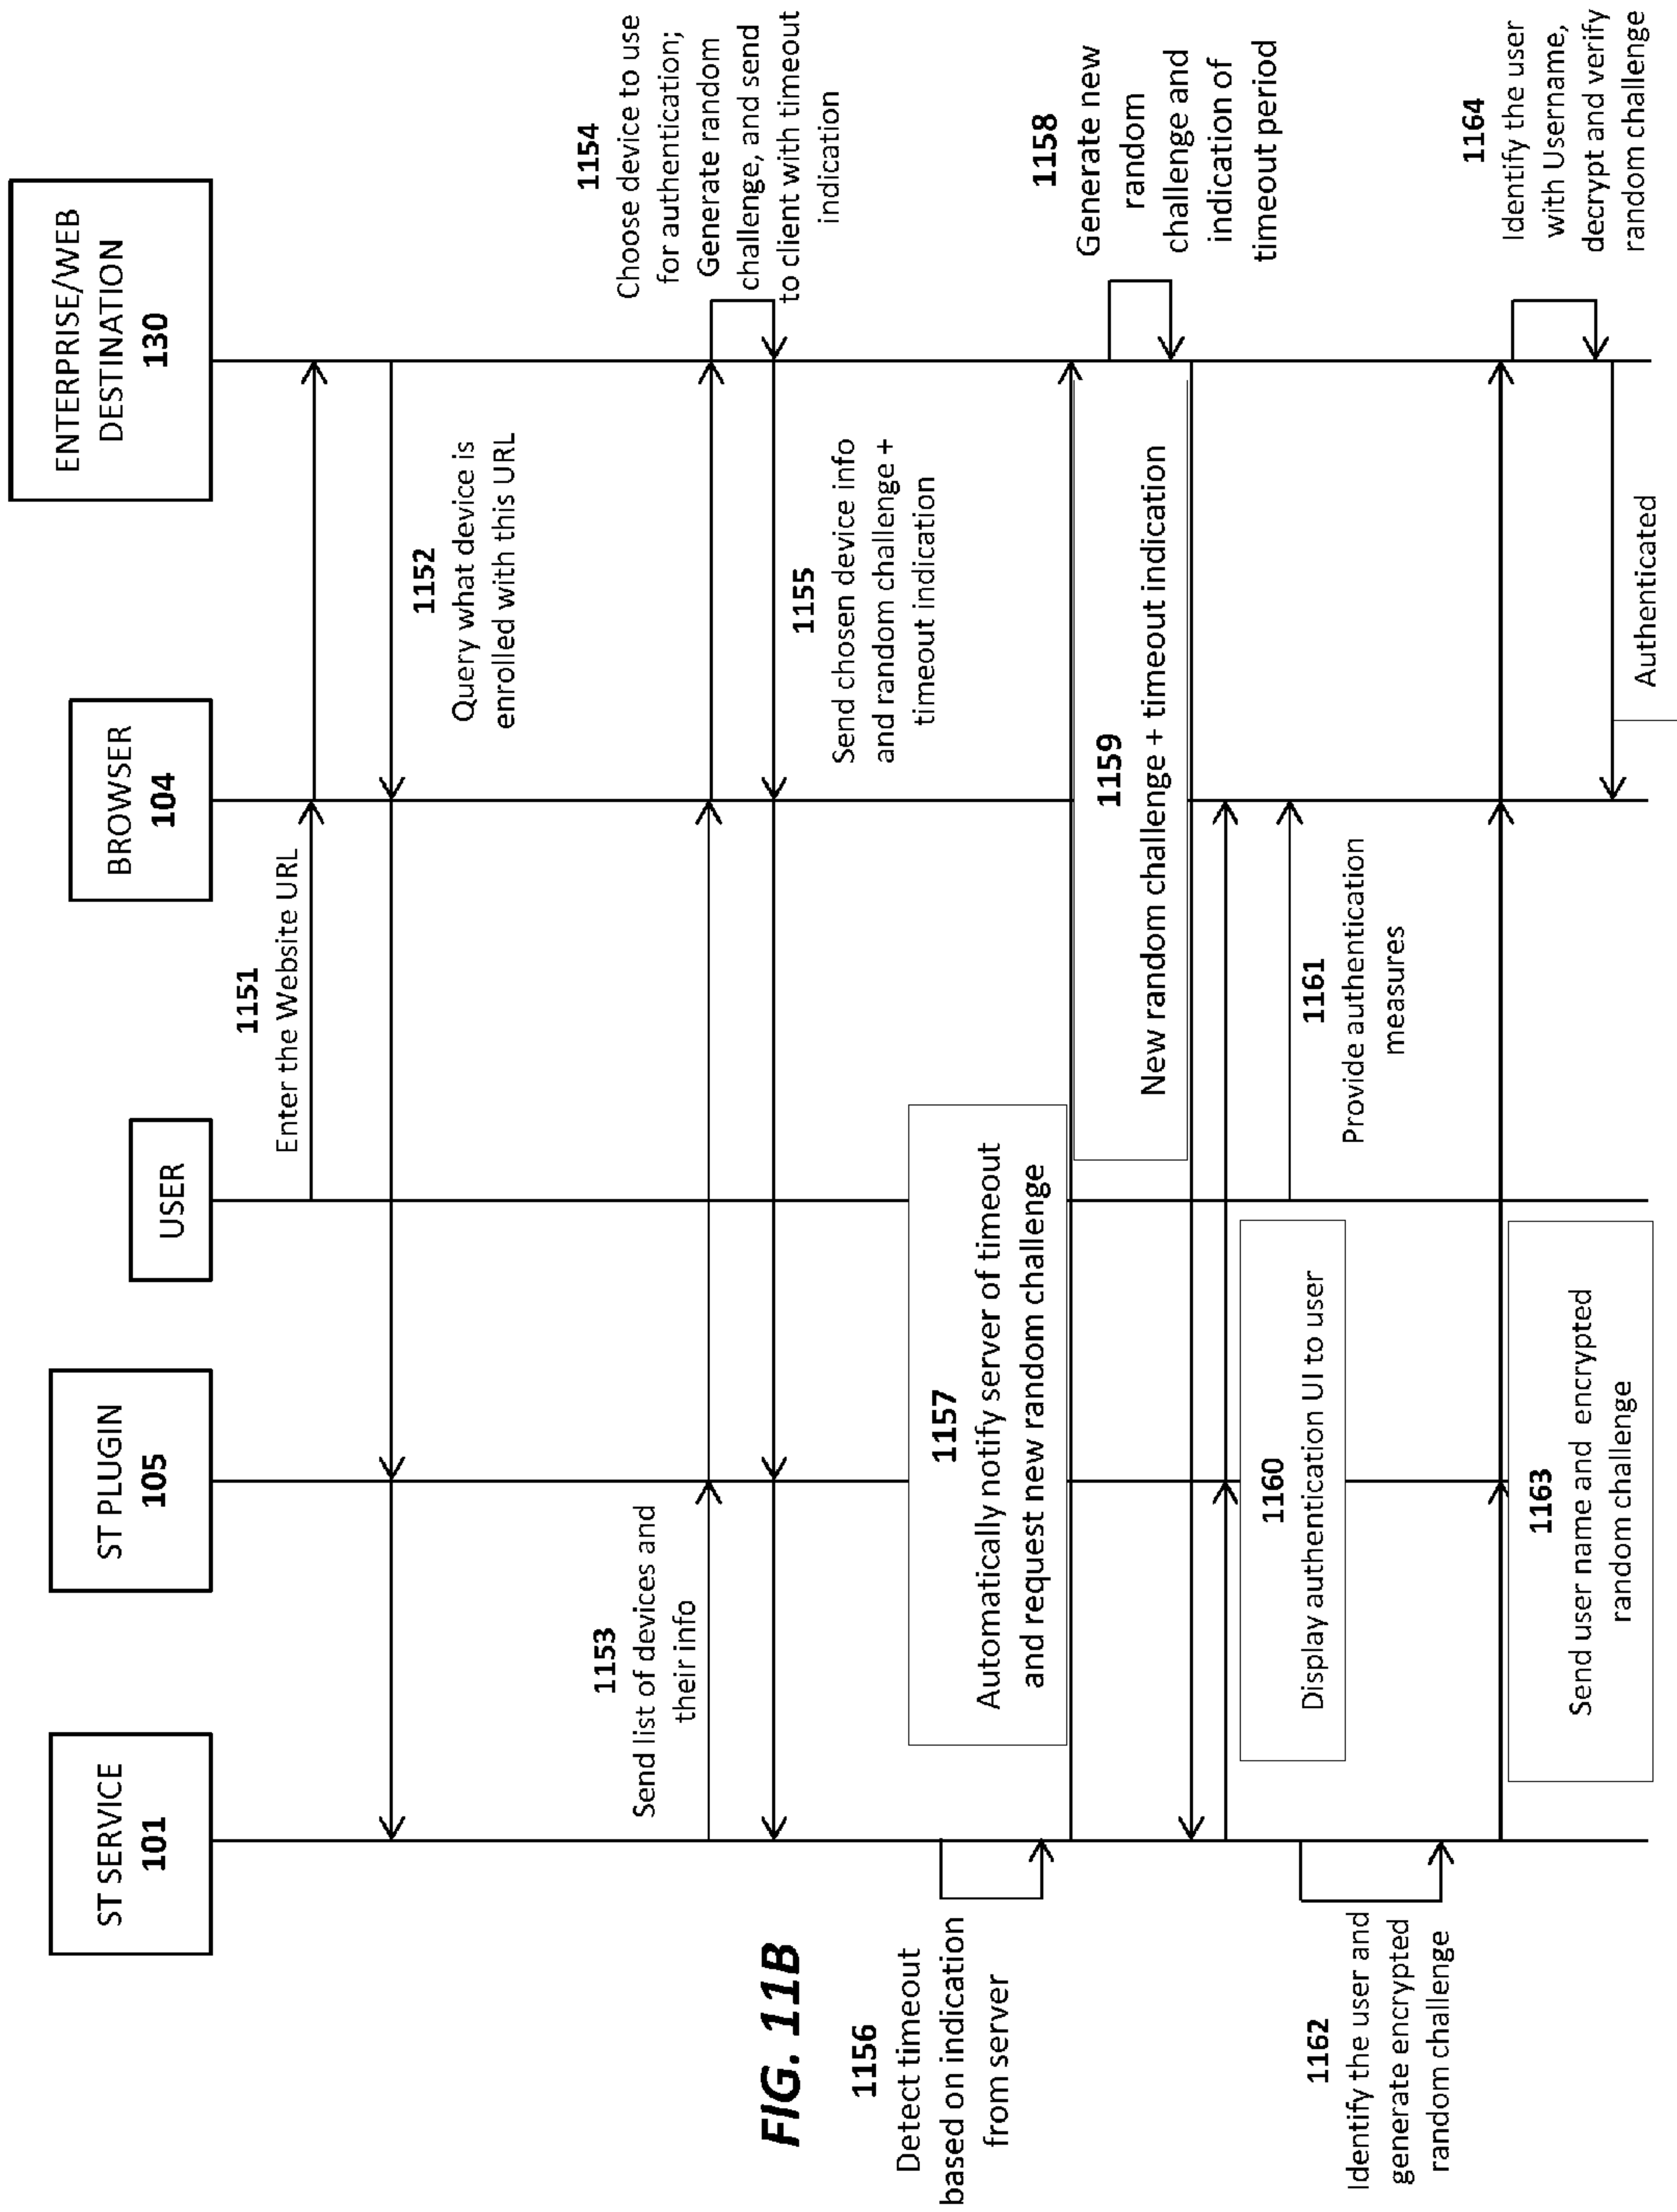 ST SERVICE
101
ST PLUGIN
105
USER
BROWSER
104
ENTERPRISE/WEB
DESTINATION
130
1151
Enter the Website URL
1152
Query what device is
enrolled with this URL
1153
Send list of devices and
their info
1154
Choose device to use
for authentication;
Generate random
challenge, and send
to client with timeout
indication
1155
Send chosen device info
and random challenge +
timeout indication
FIG. 11B
1156
Detect timeout
based on indication
from server
1157
Automatically notify server of timeout
and request new random challenge
1158
Generate new
random
challenge and
indication of
timeout period
1159
New random challenge + timeout indication
1160
Display authentication UI to user
1161
Provide authentication
measures
1162
Identify the user and
generate encrypted
random challenge
1163
Send user name and encrypted
random challenge
1164
Identify the user
with Username,
decrypt and verify
random challenge
Authenticated